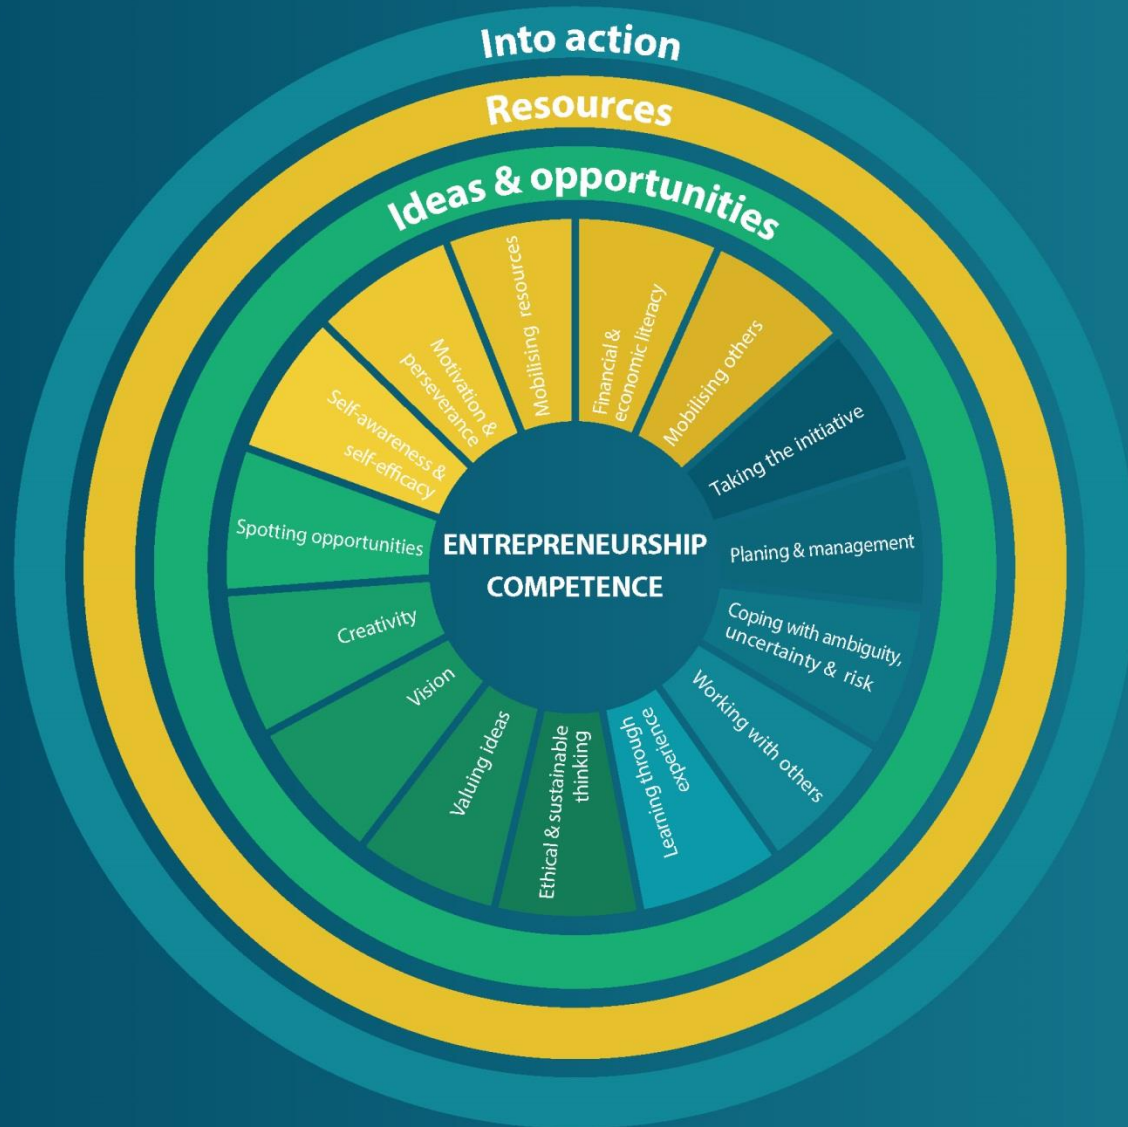 Into action
Resources
Ideas & opportunities
Mobilising resources
Financial &
economic literacy
Mobilising others
Taking the initiative
Planing & management
Coping with ambiguity,
uncertainty & risk
Working with others
Learning through
experience
Ethical & sustainable
thinking
Valuing ideas
Vision
Creativity
Spotting opportunities
Self-awareness &
self-efficacy
Motivation &
perseverance
ENTREPRENEURSHIP
COMPETENCE